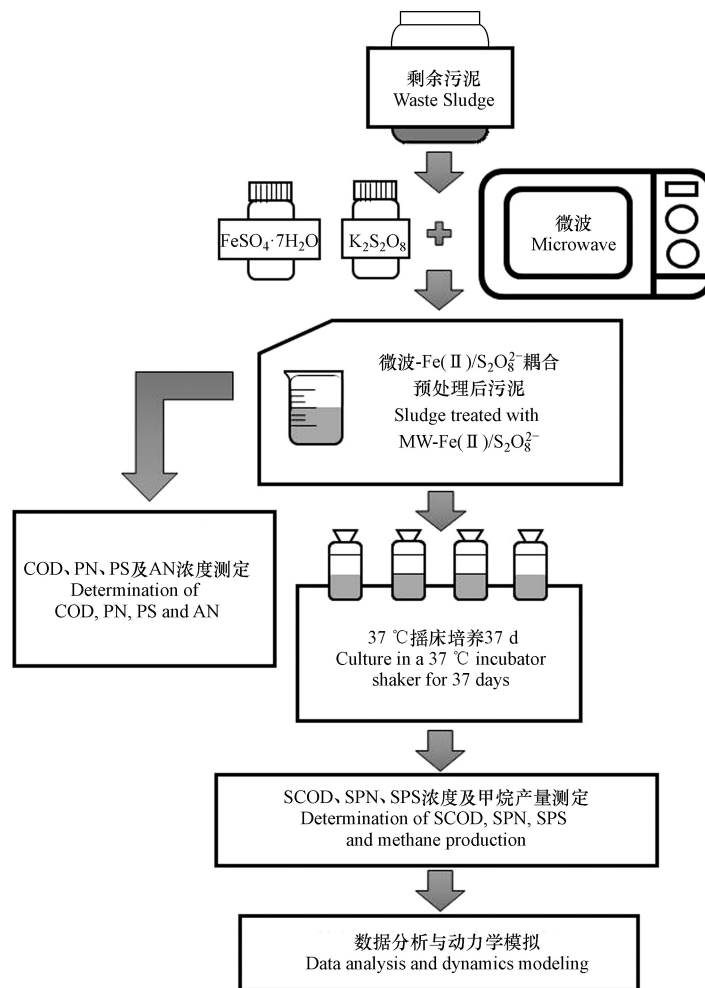 剩余污泥
Waste Sludge
FeSO₄·7H₂O
K₂S₂O₈
微波
Microwave
微波-Fe(Ⅱ)/S₂O₈²⁻耦合
预处理后污泥
Sludge treated with
MW-Fe(Ⅱ)/S₂O₈²⁻
COD、PN、PS及AN浓度测定
Determination of
COD, PN, PS and AN
37 ℃摇床培养37 d
Culture in a 37 ℃ incubator
shaker for 37 days
SCOD、SPN、SPS浓度及甲烷产量测定
Determination of SCOD, SPN, SPS
and methane production
数据分析与动力学模拟
Data analysis and dynamics modeling